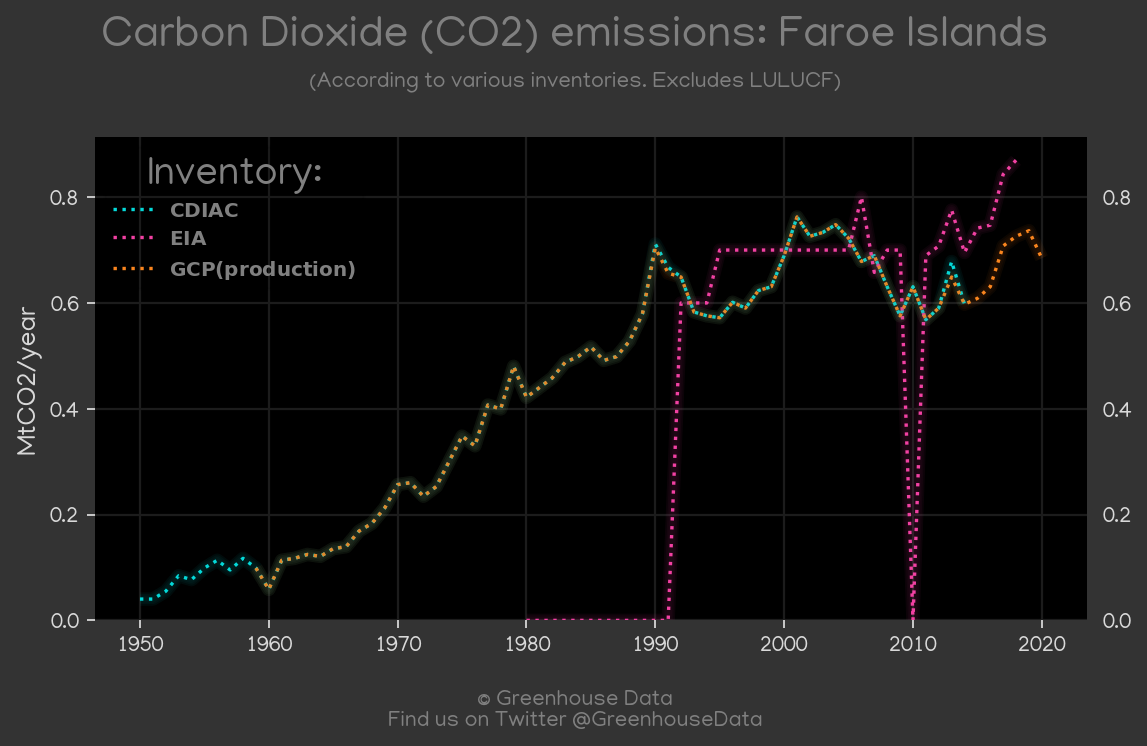 Carbon Dioxide (CO2) emissions: Faroe Islands
(According to various inventories. Excludes LULUCF)
Inventory:
CDIAC
EIA
GCP(production)
MtCO2/year
0.8
0.6
0.4
0.2
0.0
0.8
0.6
0.4
0.2
0.0
1950 1960 1970 1980 1990 2000 2010 2020
© Greenhouse Data
Find us on Twitter @GreenhouseData